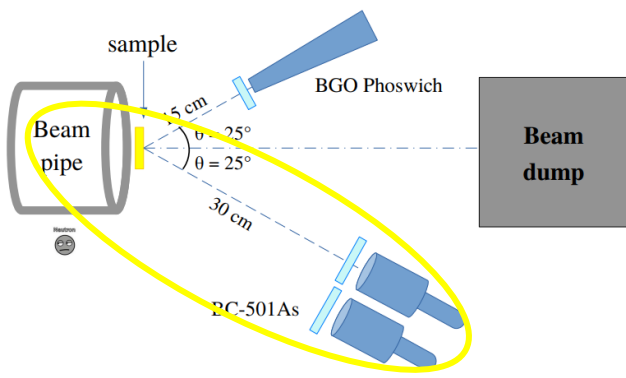 sample
BGO Phoswich
15 cm
Beam
pipe
θ = 25°
θ = 25°
Beam
dump
30 cm
Neutron
BC-501As